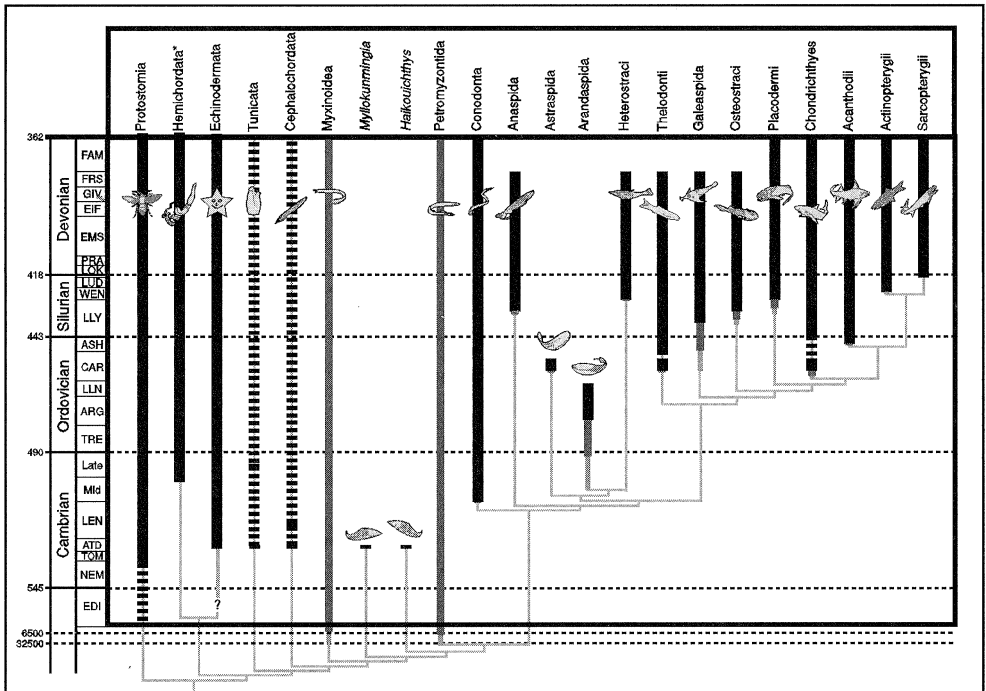 Protostomia
Hemichordata*
Echinodermata
Tunicata
Cephalochordata
Myxinoidea
Myllokunmingia
Haikouichthys
Petromyzontida
Conodonta
Anaspida
Astraspida
Arandaspida
Heterostraci
Thelodonti
Galeaspida
Osteostraci
Placodermi
Chondrichthyes
Acanthodii
Actinopterygii
Sarcopterygii
362
Devonian
FAM
FRS
GIV
EIF
EMS
PRA
LOK
418
Silurian
LUD
WEN
LLY
443
Ordovician
ASH
CAR
LLN
ARG
TRE
490
Cambrian
Late
Mid
LEN
ATD
TOM
NEM
545
EDI
?
6500
32500